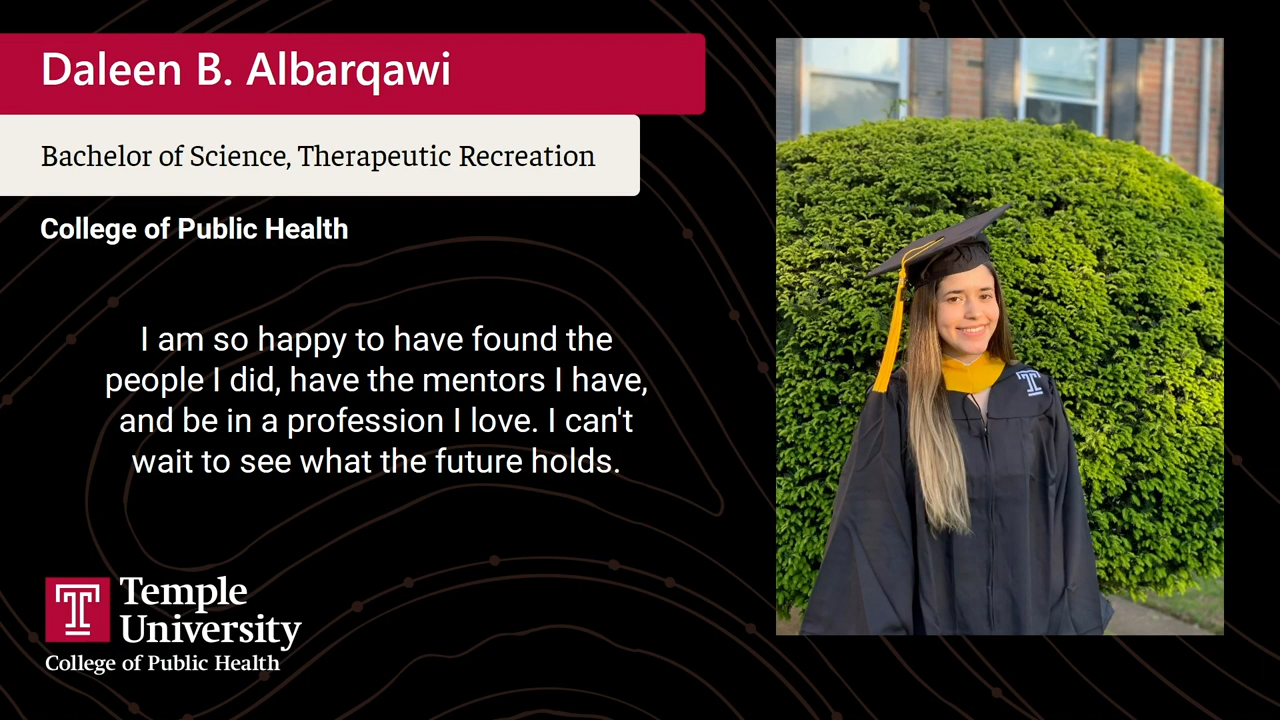 Daleen B. Albarqawi
Bachelor of Science, Therapeutic Recreation
College of Public Health
I am so happy to have found the
people I did, have the mentors I have,
and be in a profession I love. I can't
wait to see what the future holds.
T
Temple
University
College of Public Health
T